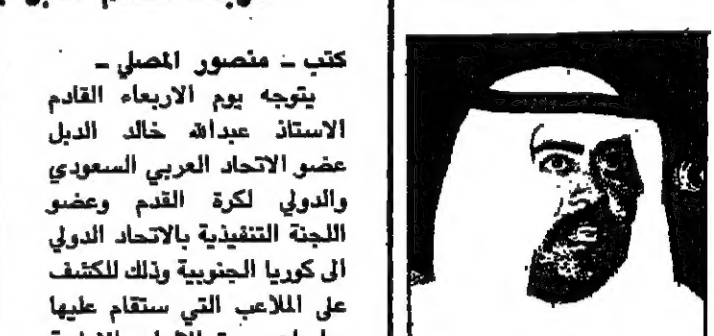 كتب - منصور المصلي -
يتوجه يوم الاربعاء القادم
الاستاذ عبدالله خالد الدبل
عضو الاتحاد العربي السعودي
والدولي لكرة القدم وعضو
اللجنة التنفيذية بالاتحاد الدولي
الى كوريا الجنوبية وذلك للكشف
على الملاعب التي ستقام عليها